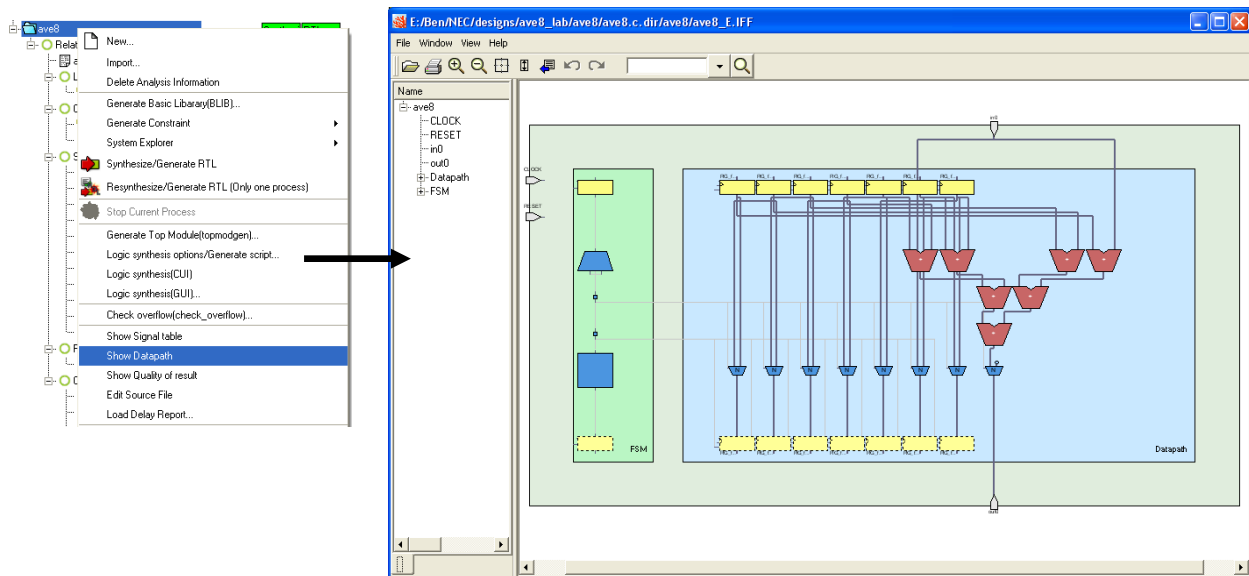 ave8
Relat
New...
Import...
Delete Analysis Information
Generate Basic Libarary(BLIB)...
Generate Constraint
System Explorer
Synthesize/Generate RTL
Resynthesize/Generate RTL (Only one process)
Stop Current Process
Generate Top Module(topmodgen)...
Logic synthesis options/Generate script...
Logic synthesis(CUI)
Logic synthesis(GUI)...
Check overflow(check_overflow)...
Show Signal table
Show Datapath
Show Quality of result
Edit Source File
Load Delay Report...
E:/Ben/NEC/designs/ave8_lab/ave8/ave8.c.dir/ave8/ave8_E.IFF
File Window View Help
Name
ave8
CLOCK
RESET
in0
out0
Datapath
FSM
in0
CLOCK
RESET
N N N N N N N N
FSM
Datapath
out0